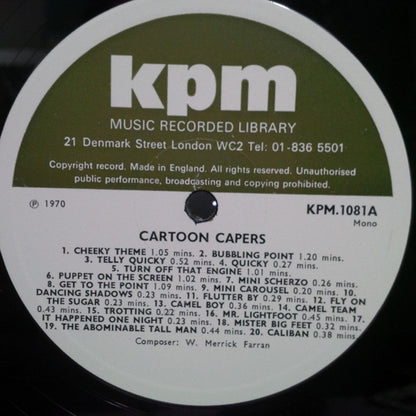 kpm
MUSIC RECORDED LIBRARY
21 Denmark Street London WC2 Tel: 01-836 5501
Copyright record. Made in England. All rights reserved. Unauthorised
public performance, broadcasting and copying prohibited.
℗ 1970
KPM.1081A
Mono
CARTOON CAPERS
1. CHEEKY THEME 1.05 mins. 2. BUBBLING POINT 1.20 mins.
3. TELLY QUICKY 0.52 mins. 4. QUICKY 0.27 mins.
5. TURN OFF THAT ENGINE 1.01 mins.
6. PUPPET ON THE SCREEN 1.02 mins. 7. MINI SCHERZO 0.26 mins.
8. GET TO THE POINT 1.09 mins. 9. MINI CAROUSEL 0.20 mins. 10.
DANCING SHADOWS 0.23 mins. 11. FLUTTER BY 0.29 mins. 12. FLY ON
THE SUGAR 0.23 mins. 13. CAMEL BOY 0.36 mins. 14. CAMEL TEAM
0.43 mins. 15. TROTTING 0.22 mins. 16. MR. LIGHTFOOT 0.45 mins. 17.
IT HAPPENED ONE NIGHT 0.23 mins. 18. MISTER BIG FEET 0.32 mins.
19. THE ABOMINABLE TALL MAN 0.44 mins. 20. CALIBAN 0.38 mins.
Composer: W. Merrick Farran